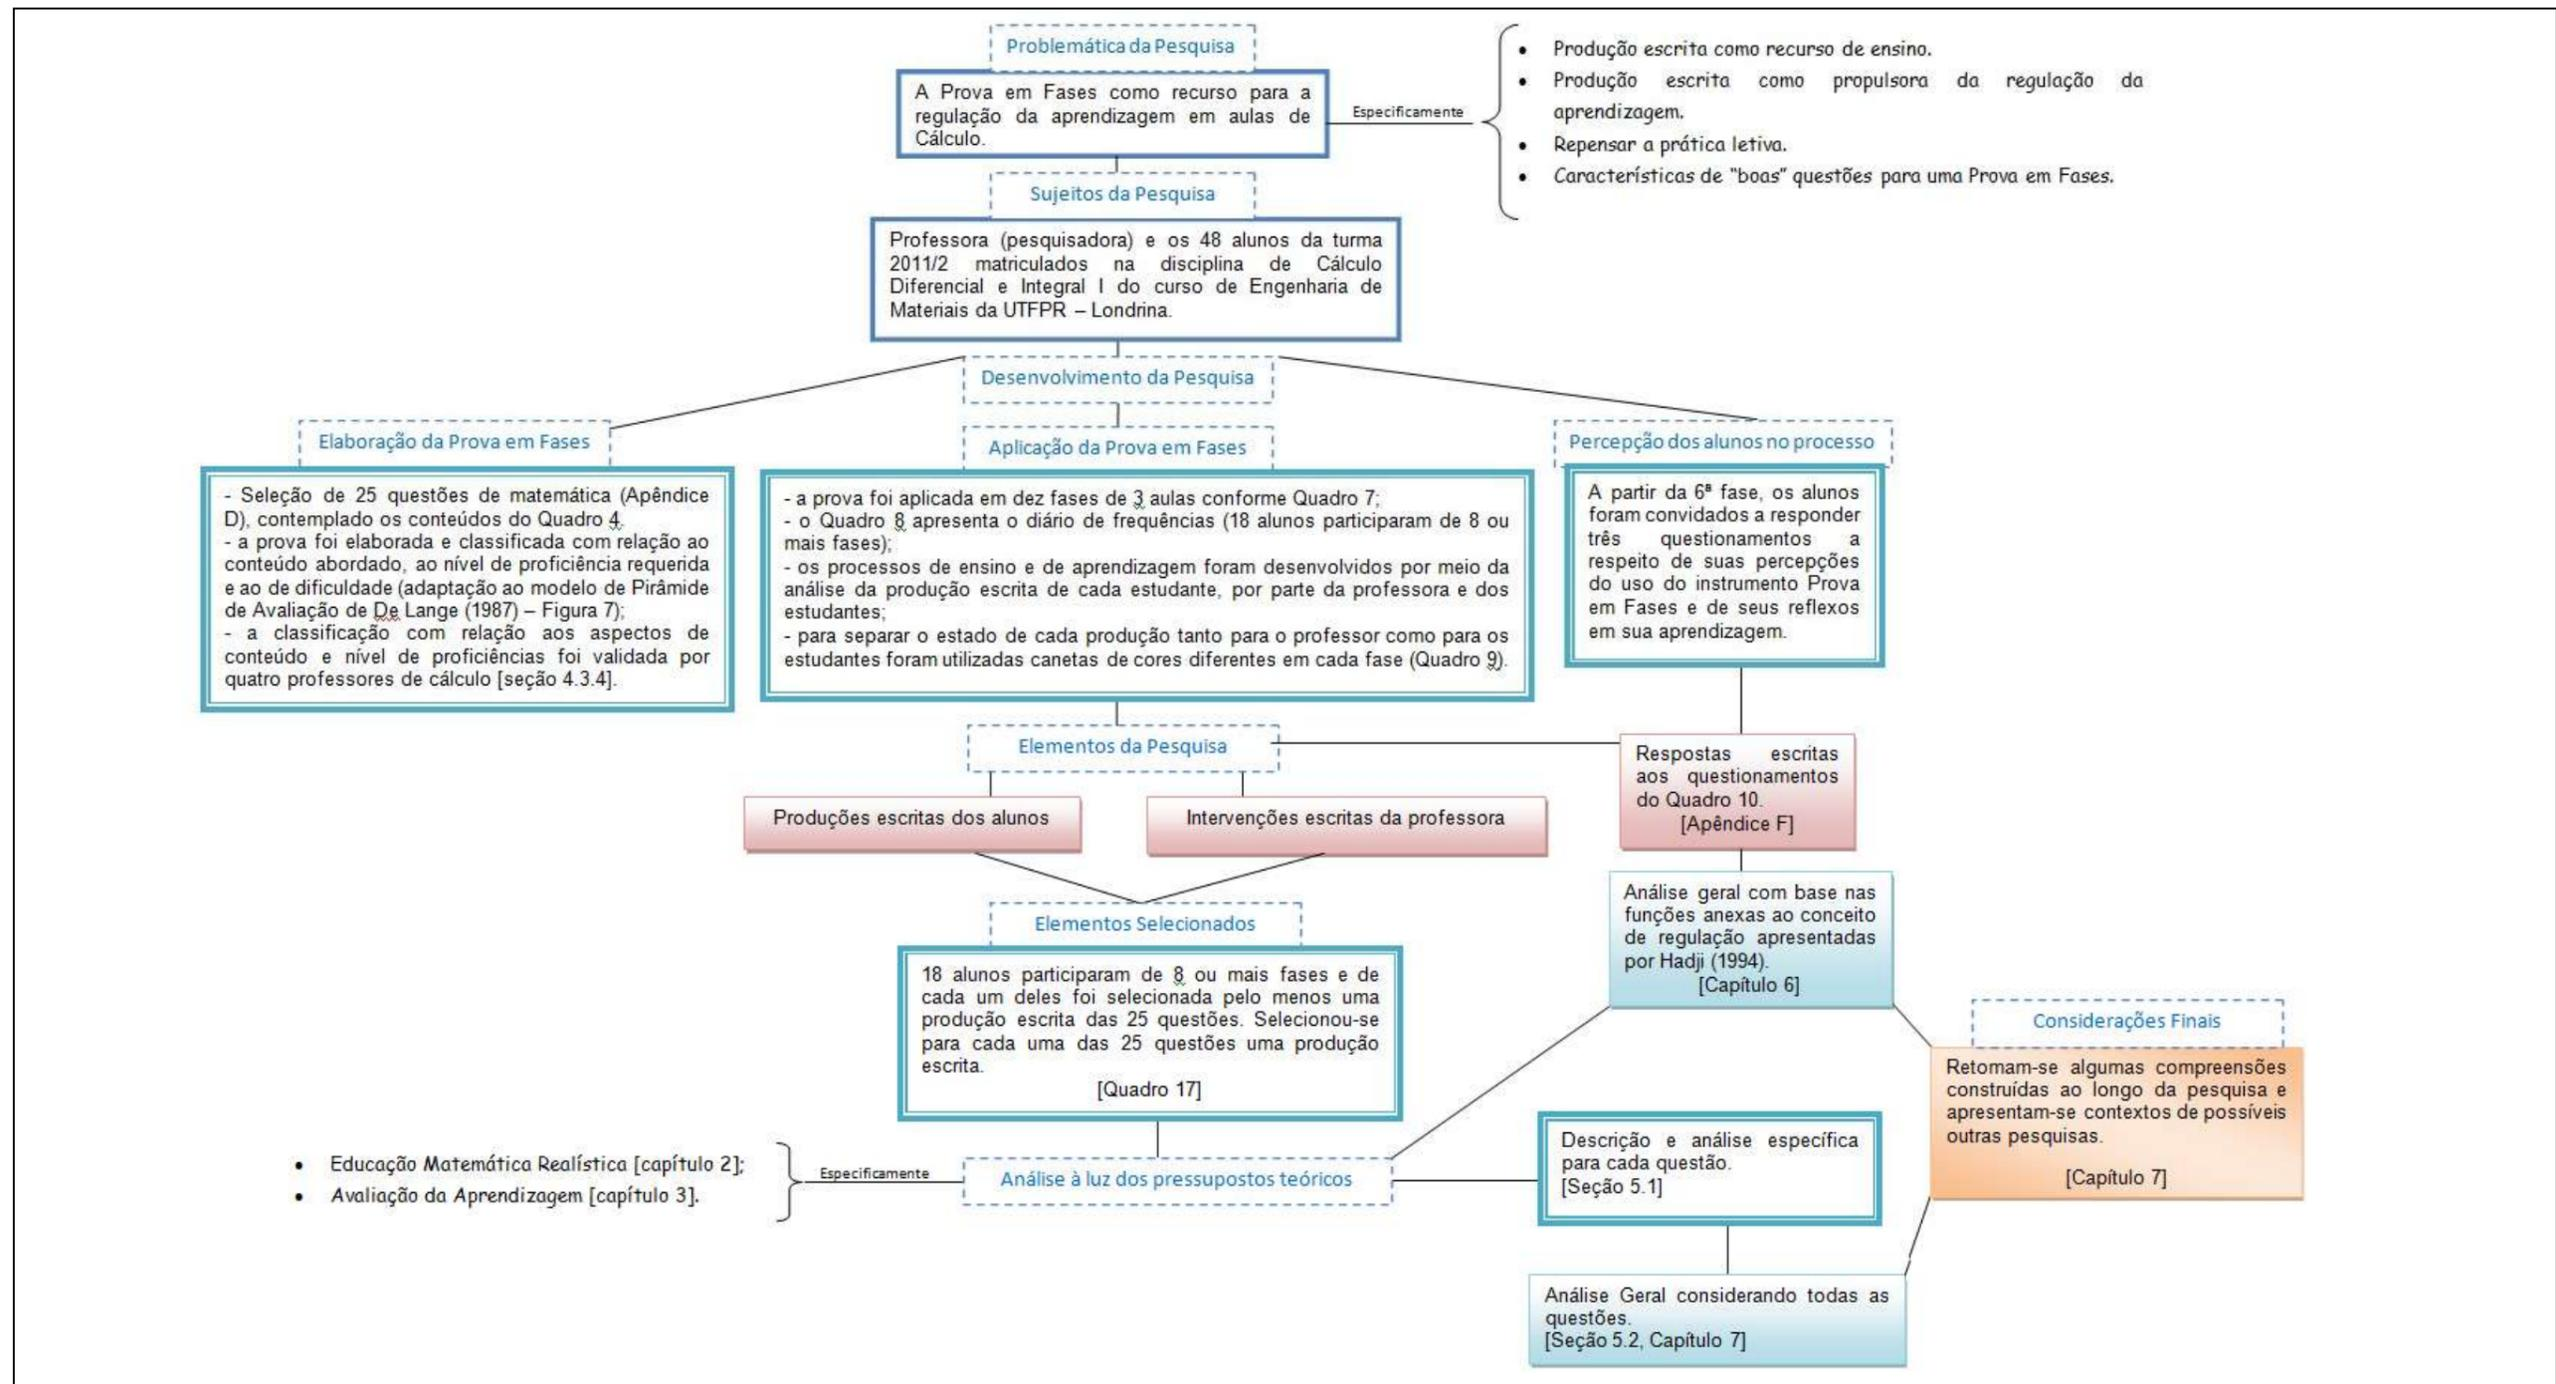 Problemática da Pesquisa
A Prova em Fases como recurso para a
regulação da aprendizagem em aulas de
Cálculo.
Especificamente
• Produção escrita como recurso de ensino.
• Produção escrita como propulsora da regulação da
aprendizagem.
• Repensar a prática letiva.
• Características de “boas” questões para uma Prova em Fases.
Sujeitos da Pesquisa
Professora (pesquisadora) e os 48 alunos da turma
2011/2 matriculados na disciplina de Cálculo
Diferencial e Integral I do curso de Engenharia de
Materiais da UTFPR – Londrina.
Desenvolvimento da Pesquisa
Elaboração da Prova em Fases
- Seleção de 25 questões de matemática (Apêndice
D), contemplado os conteúdos do Quadro 4.
- a prova foi elaborada e classificada com relação ao
conteúdo abordado, ao nível de proficiência requerida
e ao de dificuldade (adaptação ao modelo de Pirâmide
de Avaliação de De Lange (1987) – Figura 7);
- a classificação com relação aos aspectos de
conteúdo e nível de proficiências foi validada por
quatro professores de cálculo [seção 4.3.4].
Aplicação da Prova em Fases
- a prova foi aplicada em dez fases de 3 aulas conforme Quadro 7;
- o Quadro 8 apresenta o diário de frequências (18 alunos participaram de 8 ou
mais fases);
- os processos de ensino e de aprendizagem foram desenvolvidos por meio da
análise da produção escrita de cada estudante, por parte da professora e dos
estudantes;
- para separar o estado de cada produção tanto para o professor como para os
estudantes foram utilizadas canetas de cores diferentes em cada fase (Quadro 9).
Percepção dos alunos no processo
A partir da 6ª fase, os alunos
foram convidados a responder
três questionamentos a
respeito de suas percepções
do uso do instrumento Prova
em Fases e de seus reflexos
em sua aprendizagem.
Elementos da Pesquisa
Respostas escritas
aos questionamentos
do Quadro 10.
[Apêndice F]
Produções escritas dos alunos
Intervenções escritas da professora
Análise geral com base nas
funções anexas ao conceito
de regulação apresentadas
por Hadji (1994).
[Capítulo 6]
Elementos Selecionados
18 alunos participaram de 8 ou mais fases e de
cada um deles foi selecionada pelo menos uma
produção escrita das 25 questões. Selecionou-se
para cada uma das 25 questões uma produção
escrita.
[Quadro 17]
Considerações Finais
Retomam-se algumas compreensões
construídas ao longo da pesquisa e
apresentam-se contextos de possíveis
outras pesquisas.
[Capítulo 7]
• Educação Matemática Realística [capítulo 2];
• Avaliação da Aprendizagem [capítulo 3].
Especificamente
Análise à luz dos pressupostos teóricos
Descrição e análise específica
para cada questão.
[Seção 5.1]
Análise Geral considerando todas as
questões.
[Seção 5.2, Capítulo 7]